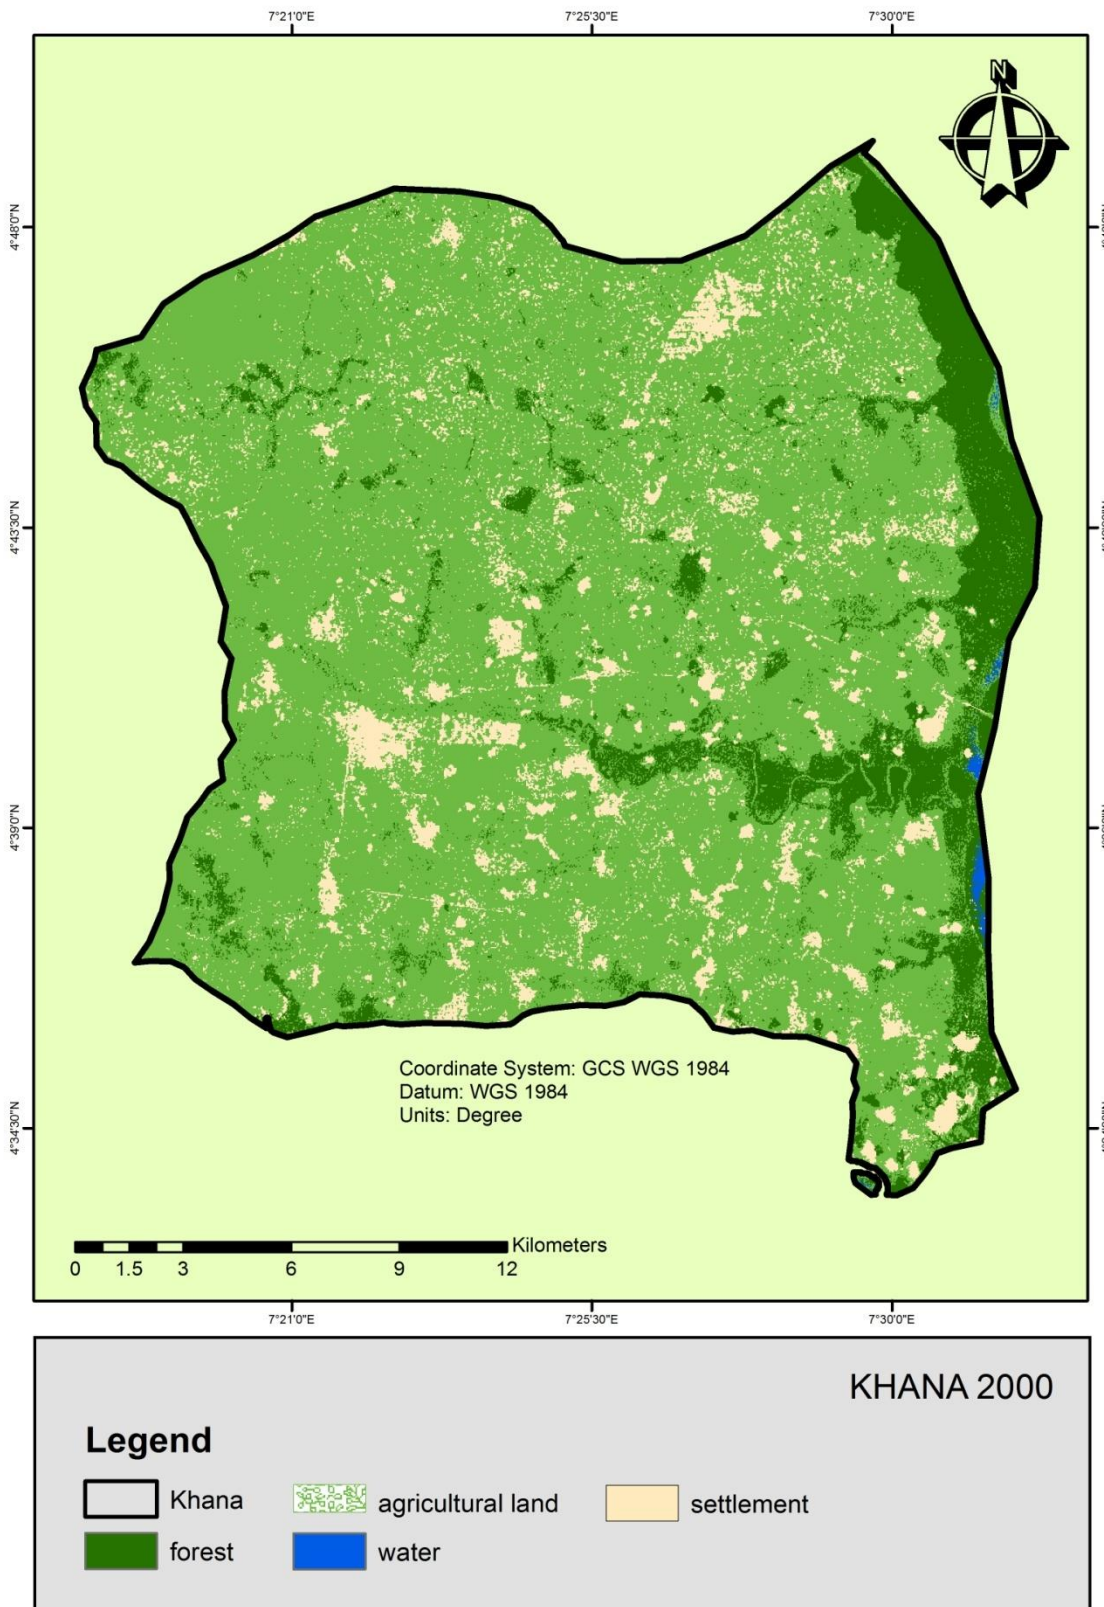 7°21'0"E 7°25'30"E 7°30'0"E
N
4°48'0"N
4°43'30"N
4°39'0"N
4°34'30"N
Coordinate System: GCS WGS 1984
Datum: WGS 1984
Units: Degree
Kilometers
0 1.5 3 6 9 12
7°21'0"E 7°25'30"E 7°30'0"E
KHANA 2000
Legend
Khana agricultural land settlement
forest water